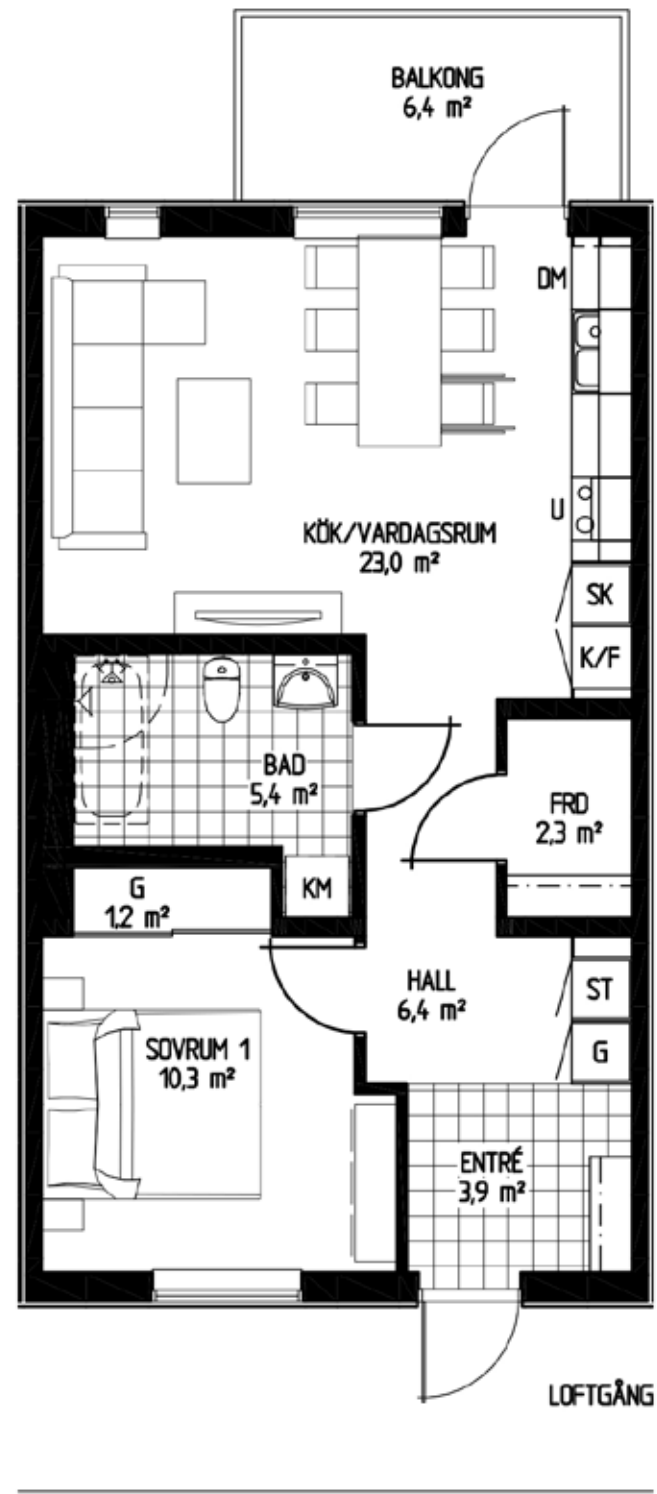 BALKONG
6,4 m²
DM
U
KÖK/VARDAGSRUM
23,0 m²
SK
K/F
BAD
5,4 m²
FRD
2,3 m²
KM
G
1,2 m²
HALL
6,4 m²
ST
G
SOVRUM 1
10,3 m²
ENTRÉ
3,9 m²
LOFTGÅNG